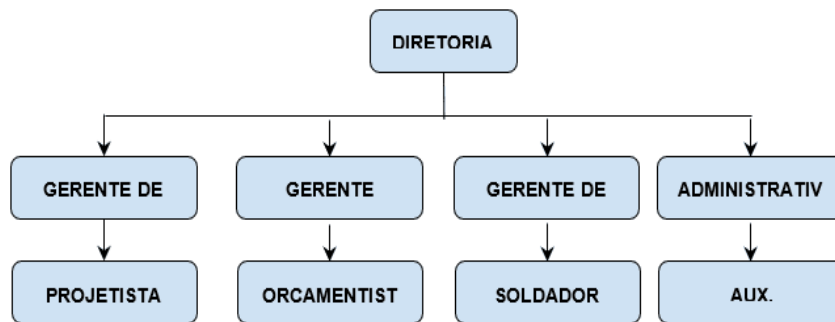 DIRETORIA
GERENTE DE
GERENTE
GERENTE DE
ADMINISTRATIV
PROJETISTA
ORCAMENTIST
SOLDADOR
AUX.